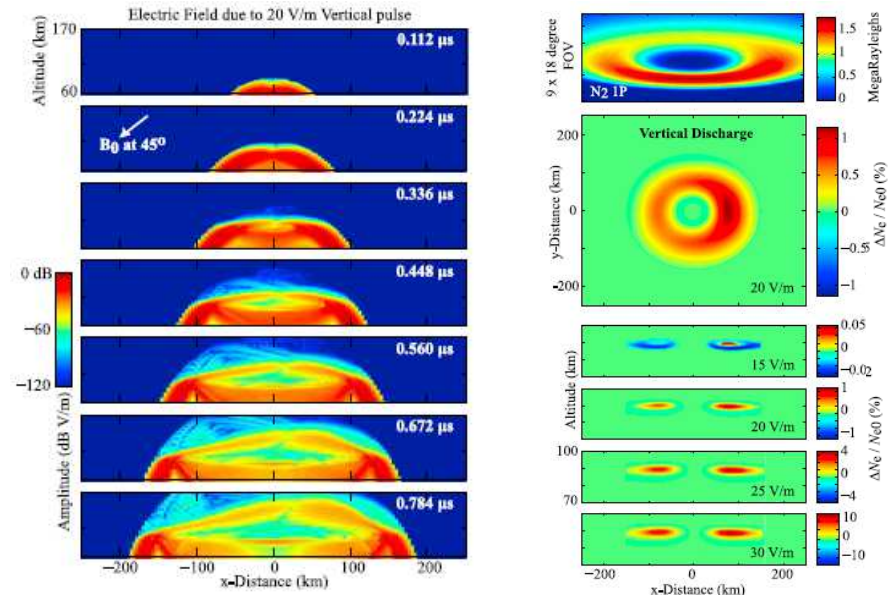 Electric Field due to 20 V/m Vertical pulse
Altitude (km)
170
60
0.112 μs
0.224 μs
B0 at 45°
0.336 μs
0.448 μs
0.560 μs
0.672 μs
0.784 μs
0 dB
−60
−120
Amplitude (dB V/m)
−200 −100 0 100 200
x-Distance (km)
9 x 18 degree
FOV
N2 1P
1.5
1.0
0.5
MegaRayleighs
Vertical Discharge
200
0
-200
y-Distance (km)
20 V/m
1
0.5
0
−0.5
−1
ΔNe / Ne0 (%)
15 V/m
0.05
0
−0.02
20 V/m
1
0
−1
Altitude (km)
100
70
25 V/m
4
0
−4
ΔNe / Ne0 (%)
30 V/m
10
0
−10
−200 0 200
x-Distance (km)